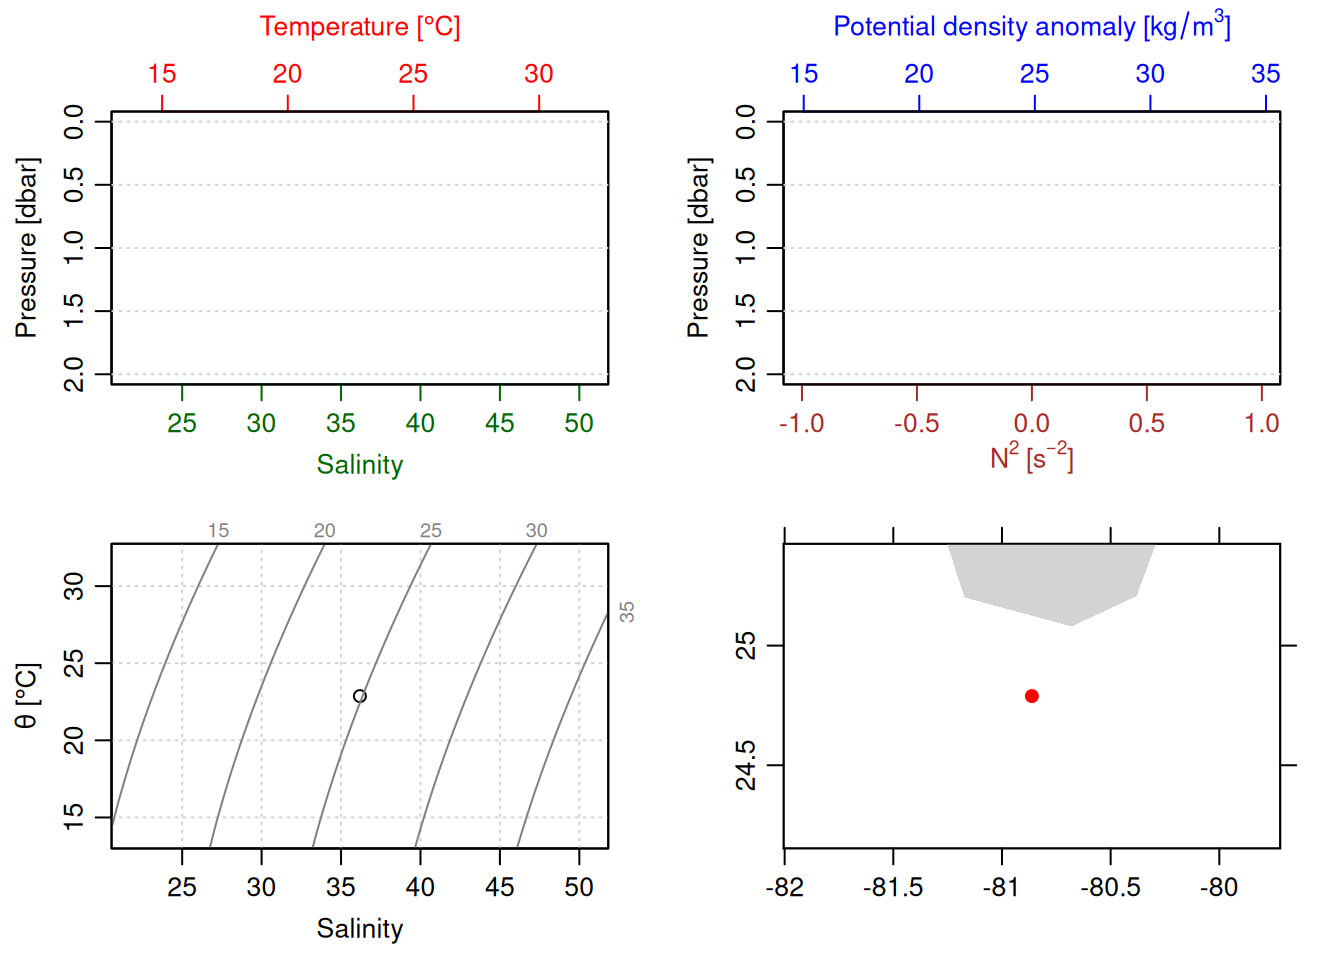 Temperature [°C]
15 20 25 30
Pressure [dbar]
0.0 0.5 1.0 1.5 2.0
25 30 35 40 45 50
Salinity
Potential density anomaly [kg/m³]
15 20 25 30 35
Pressure [dbar]
0.0 0.5 1.0 1.5 2.0
-1.0 -0.5 0.0 0.5 1.0
N² [s⁻²]
15 20 25 30
35
θ [°C]
30 25 20 15
25 30 35 40 45 50
Salinity
25
24.5
-82 -81.5 -81 -80.5 -80